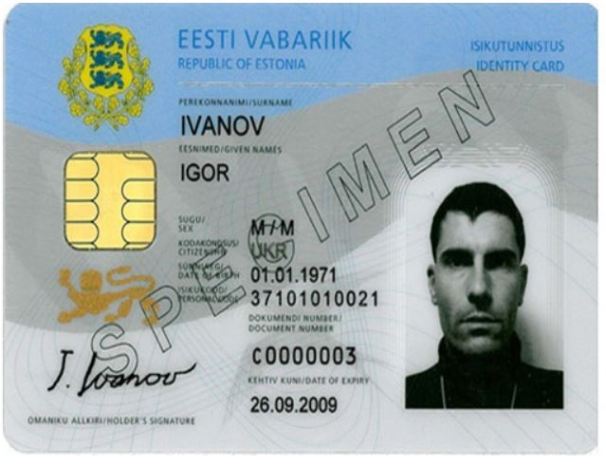 EESTI VABARIIK
REPUBLIC OF ESTONIA
ISIKUTUNNISTUS
IDENTITY CARD
PEREKONNANIMI/SURNAME
IVANOV
EESNIMED/GIVEN NAMES
IGOR
SUGU/
SEX
M/M
KODAKONDSUS/
CITIZENSHIP
UKR
SÜNNIAEG/
DATE OF BIRTH
01.01.1971
ISIKUKOOD/
PERSONAL CODE
37101010021
DOKUMENDI NUMBER/
DOCUMENT NUMBER
C0000003
KEHTIV KUNI/DATE OF EXPIRY
26.09.2009
I. Ivanov
OMANIKU ALLKIRI/HOLDER'S SIGNATURE
SPECIMEN